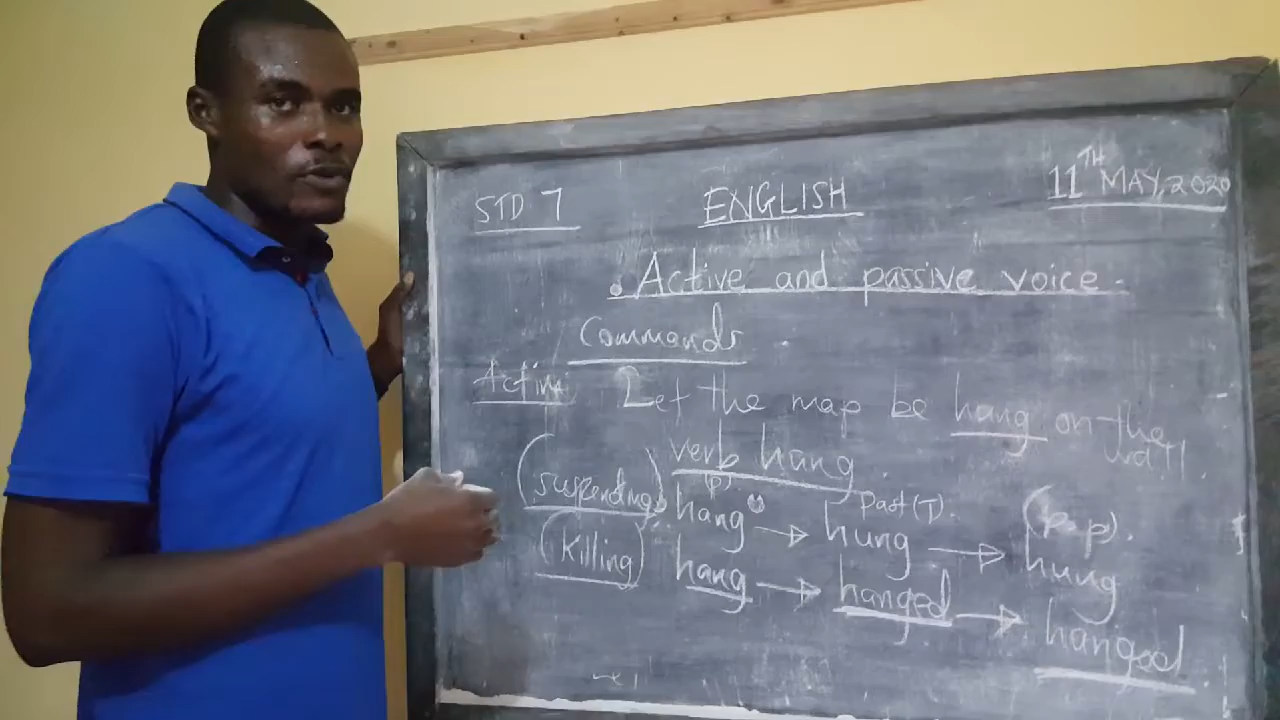 STD 7 ENGLISH 11TH MAY, 2020
. Active and passive voice.
Commands
Active Let the map be hang on the
wall.
verb hang.
(suspending) hang (p) → hung Past(T). → hung (p.p).
(killing) hang → hanged → hanged.